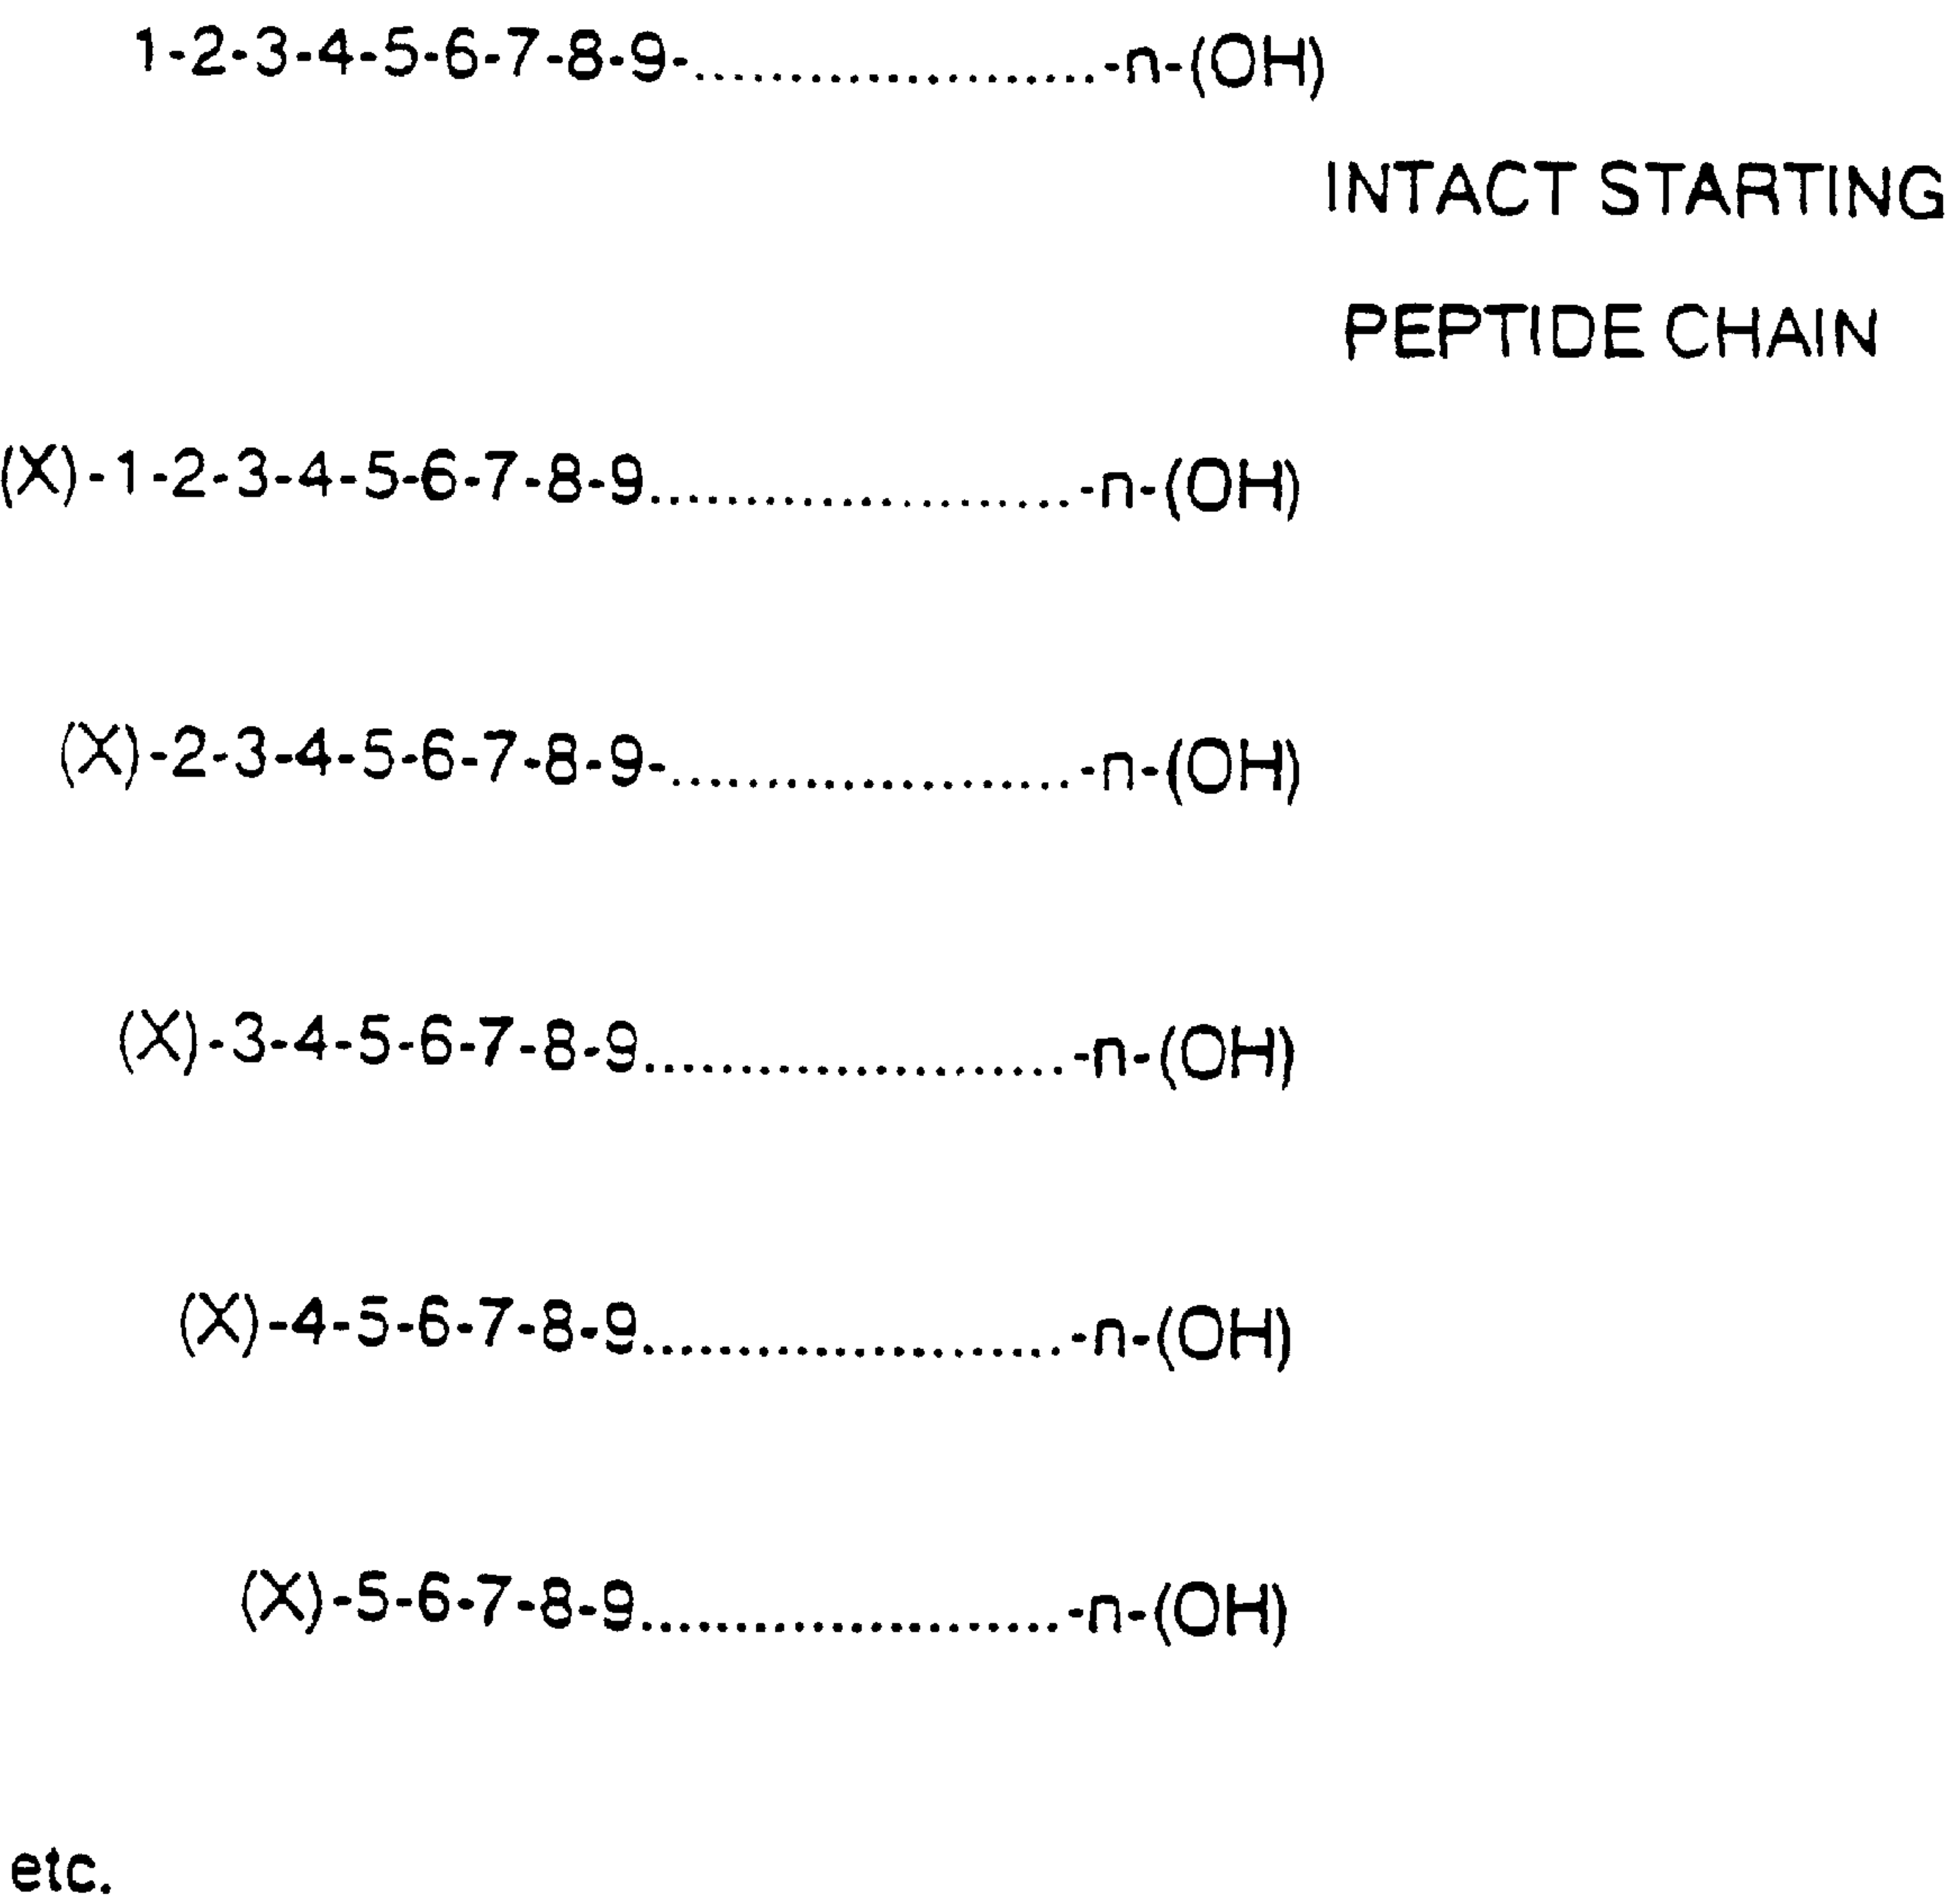 1-2-3-4-5-6-7-8-9-.....................-n-(OH)
INTACT STARTING
PEPTIDE CHAIN
(X)-1-2-3-4-5-6-7-8-9......................-n-(OH)
(X)-2-3-4-5-6-7-8-9-.....................-n-(OH)
(X)-3-4-5-6-7-8-9......................-n-(OH)
(X)-4-5-6-7-8-9......................-n-(OH)
(X)-5-6-7-8-9......................-n-(OH)
etc.